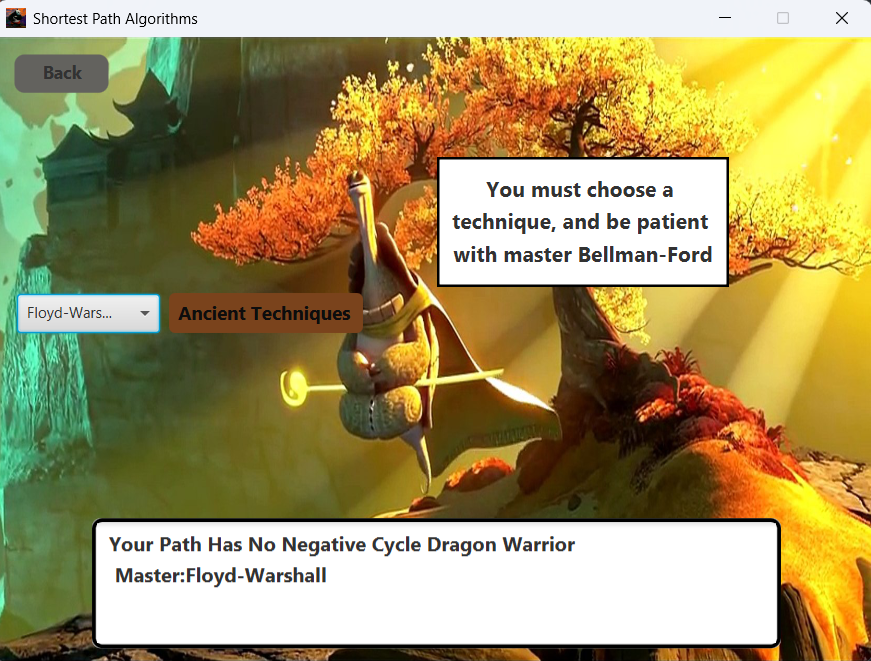 Shortest Path Algorithms
Back
You must choose a
technique, and be patient
with master Bellman-Ford
Floyd-Wars...
Ancient Techniques
Your Path Has No Negative Cycle Dragon Warrior
Master:Floyd-Warshall